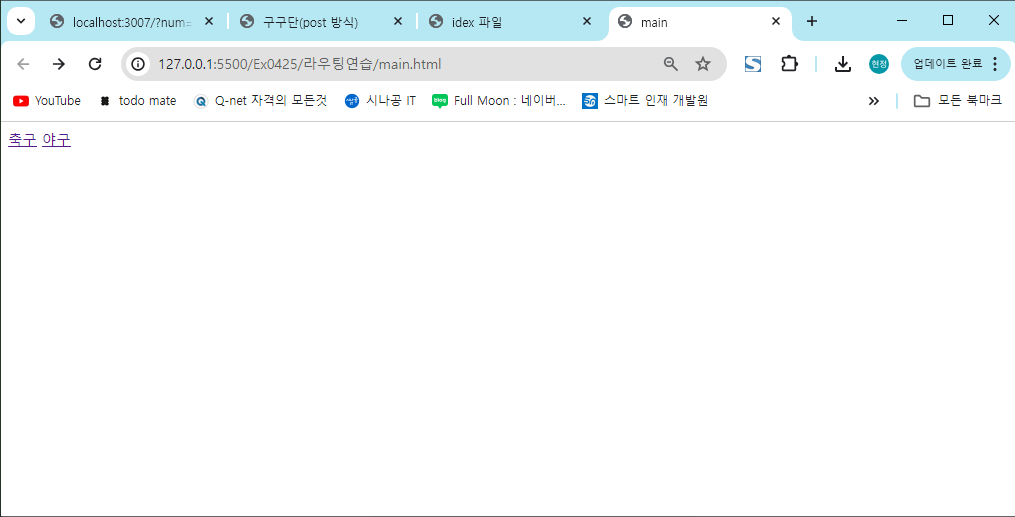 localhost:3007/?num= 구구단(post 방식) idex 파일 main
127.0.0.1:5500/Ex0425/라우팅연습/main.html 현정 업데이트 완료
YouTube todo mate Q-net 자격의 모든것 시나공 IT blog Full Moon : 네이버... 스마트 인재 개발원 모든 북마크
축구 야구